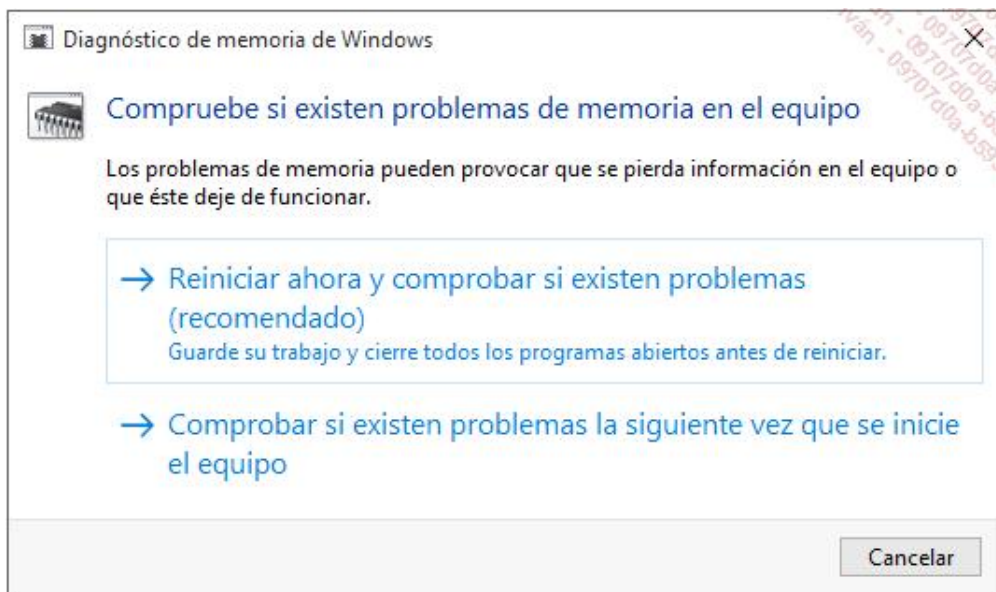 Diagnóstico de memoria de Windows
Compruebe si existen problemas de memoria en el equipo
Los problemas de memoria pueden provocar que se pierda información en el equipo o
que éste deje de funcionar.
Reiniciar ahora y comprobar si existen problemas
(recomendado)
Guarde su trabajo y cierre todos los programas abiertos antes de reiniciar.
Comprobar si existen problemas la siguiente vez que se inicie
el equipo
Cancelar